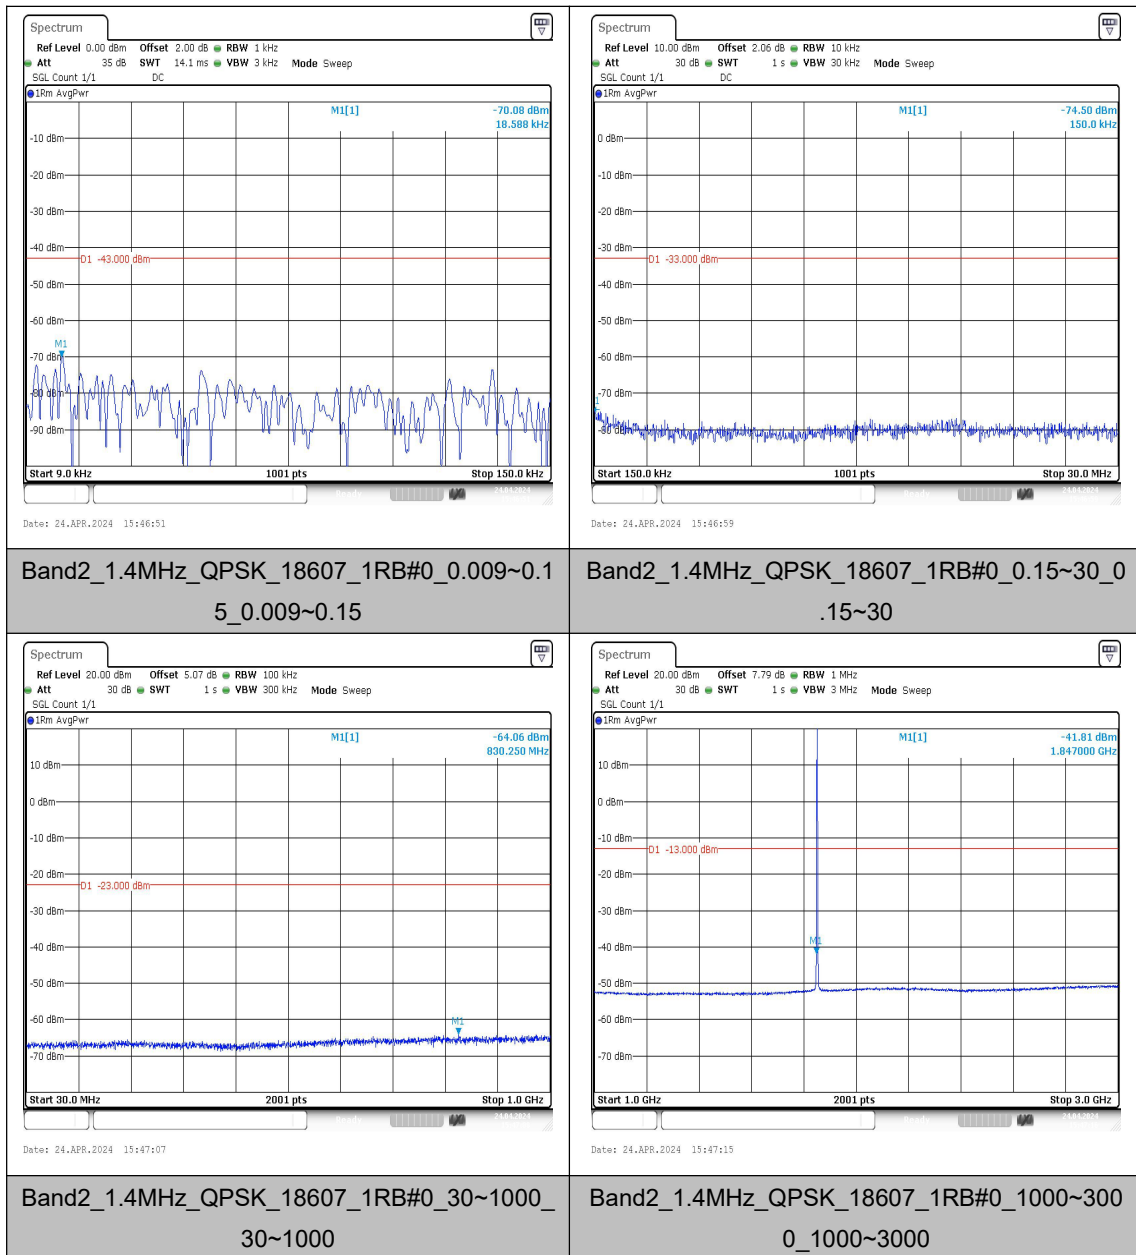 Spectrum
Ref Level 0.00 dBm Offset 2.00 dB RBW 1 kHz
Att 35 dB SWT 14.1 ms VBW 3 kHz Mode Sweep
SGL Count 1/1 DC
1Rm AvgPwr
M1[1] -70.08 dBm
18.588 kHz
-10 dBm
-20 dBm
-30 dBm
-40 dBm
D1 -43.000 dBm
-50 dBm
-60 dBm
M1
-70 dBm
-80 dBm
-90 dBm
Start 9.0 kHz 1001 pts Stop 150.0 kHz
Date: 24.APR.2024 15:46:51
Band2_1.4MHz_QPSK_18607_1RB#0_0.009~0.1
5_0.009~0.15
Spectrum
Ref Level 10.00 dBm Offset 2.06 dB RBW 10 kHz
Att 30 dB SWT 1 s VBW 30 kHz Mode Sweep
SGL Count 1/1 DC
1Rm AvgPwr
M1[1] -74.50 dBm
150.0 kHz
0 dBm
-10 dBm
-20 dBm
-30 dBm
D1 -33.000 dBm
-40 dBm
-50 dBm
-60 dBm
-70 dBm
-80 dBm
Start 150.0 kHz 1001 pts Stop 30.0 MHz
Date: 24.APR.2024 15:46:59
Band2_1.4MHz_QPSK_18607_1RB#0_0.15~30_0
.15~30
Spectrum
Ref Level 20.00 dBm Offset 5.07 dB RBW 100 kHz
Att 30 dB SWT 1 s VBW 300 kHz Mode Sweep
SGL Count 1/1
1Rm AvgPwr
M1[1] -64.06 dBm
830.250 MHz
10 dBm
0 dBm
-10 dBm
-20 dBm
D1 -23.000 dBm
-30 dBm
-40 dBm
-50 dBm
-60 dBm
M1
-70 dBm
Start 30.0 MHz 2001 pts Stop 1.0 GHz
Date: 24.APR.2024 15:47:07
Band2_1.4MHz_QPSK_18607_1RB#0_30~1000_
30~1000
Spectrum
Ref Level 20.00 dBm Offset 7.79 dB RBW 1 MHz
Att 30 dB SWT 1 s VBW 3 MHz Mode Sweep
SGL Count 1/1
1Rm AvgPwr
M1[1] -41.81 dBm
1.847000 GHz
10 dBm
0 dBm
-10 dBm
D1 -13.000 dBm
-20 dBm
-30 dBm
M1
-40 dBm
-50 dBm
-60 dBm
-70 dBm
Start 1.0 GHz 2001 pts Stop 3.0 GHz
Date: 24.APR.2024 15:47:15
Band2_1.4MHz_QPSK_18607_1RB#0_1000~300
0_1000~3000